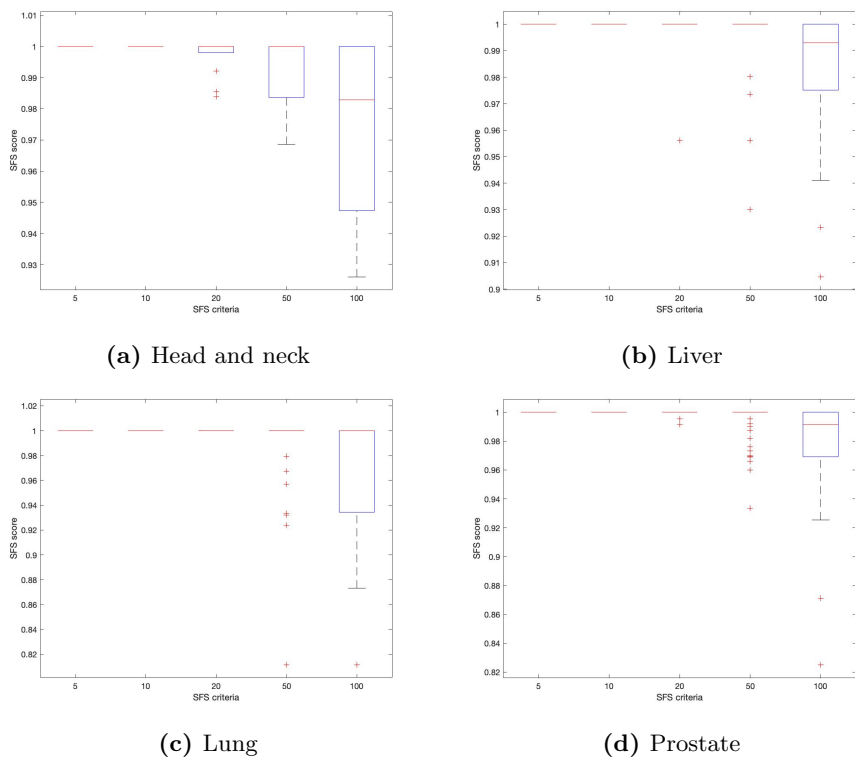 1.01
1
0.99
0.98
0.97
0.96
0.95
0.94
0.93
SFS score
5 10 20 50 100
SFS criteria
(a) Head and neck
1
0.99
0.98
0.97
0.96
0.95
0.94
0.93
0.92
0.91
0.9
SFS score
5 10 20 50 100
SFS criteria
(b) Liver
1.02
1
0.98
0.96
0.94
0.92
0.9
0.88
0.86
0.84
0.82
SFS score
5 10 20 50 100
SFS criteria
(c) Lung
1
0.98
0.96
0.94
0.92
0.9
0.88
0.86
0.84
0.82
SFS score
5 10 20 50 100
SFS criteria
(d) Prostate